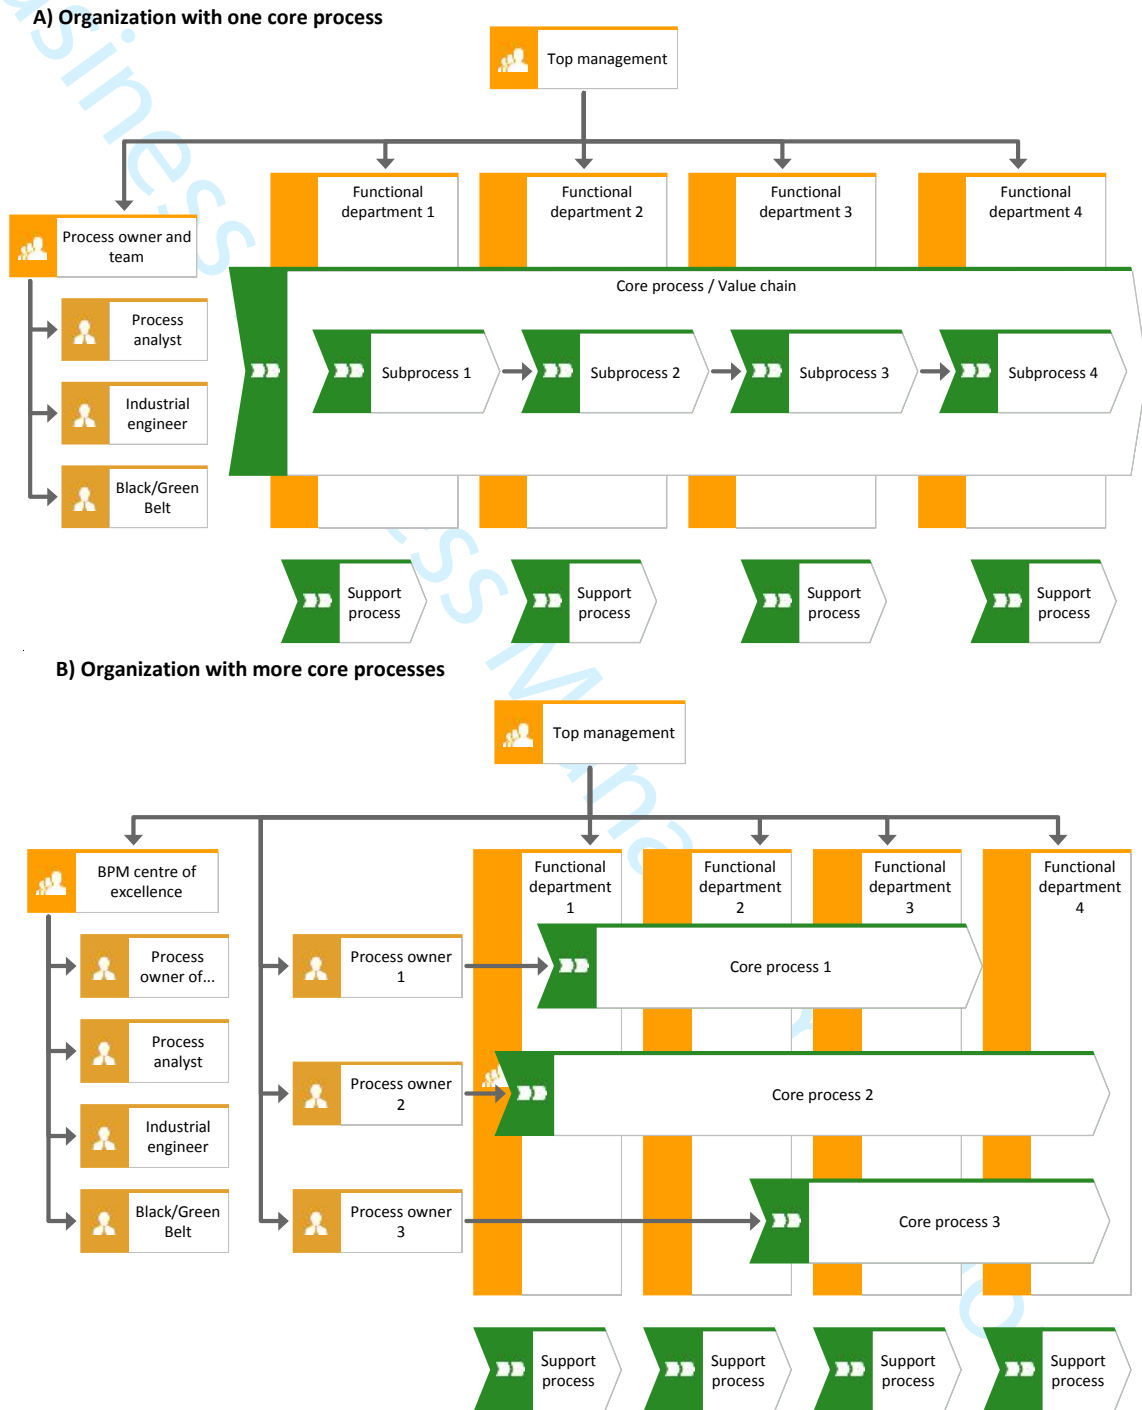 A) Organization with one core process
Top management
Functional
department 1
Functional
department 2
Functional
department 3
Functional
department 4
Process owner and
team
Core process / Value chain
Process
analyst
Subprocess 1
Subprocess 2
Subprocess 3
Subprocess 4
Industrial
engineer
Black/Green
Belt
Support
process
Support
process
Support
process
Support
process
B) Organization with more core processes
Top management
BPM centre of
excellence
Functional
department
1
Functional
department
2
Functional
department
3
Functional
department
4
Process
owner of...
Process owner
1
Core process 1
Process
analyst
Process owner
2
Core process 2
Industrial
engineer
Black/Green
Belt
Process owner
3
Core process 3
Support
process
Support
process
Support
process
Support
process